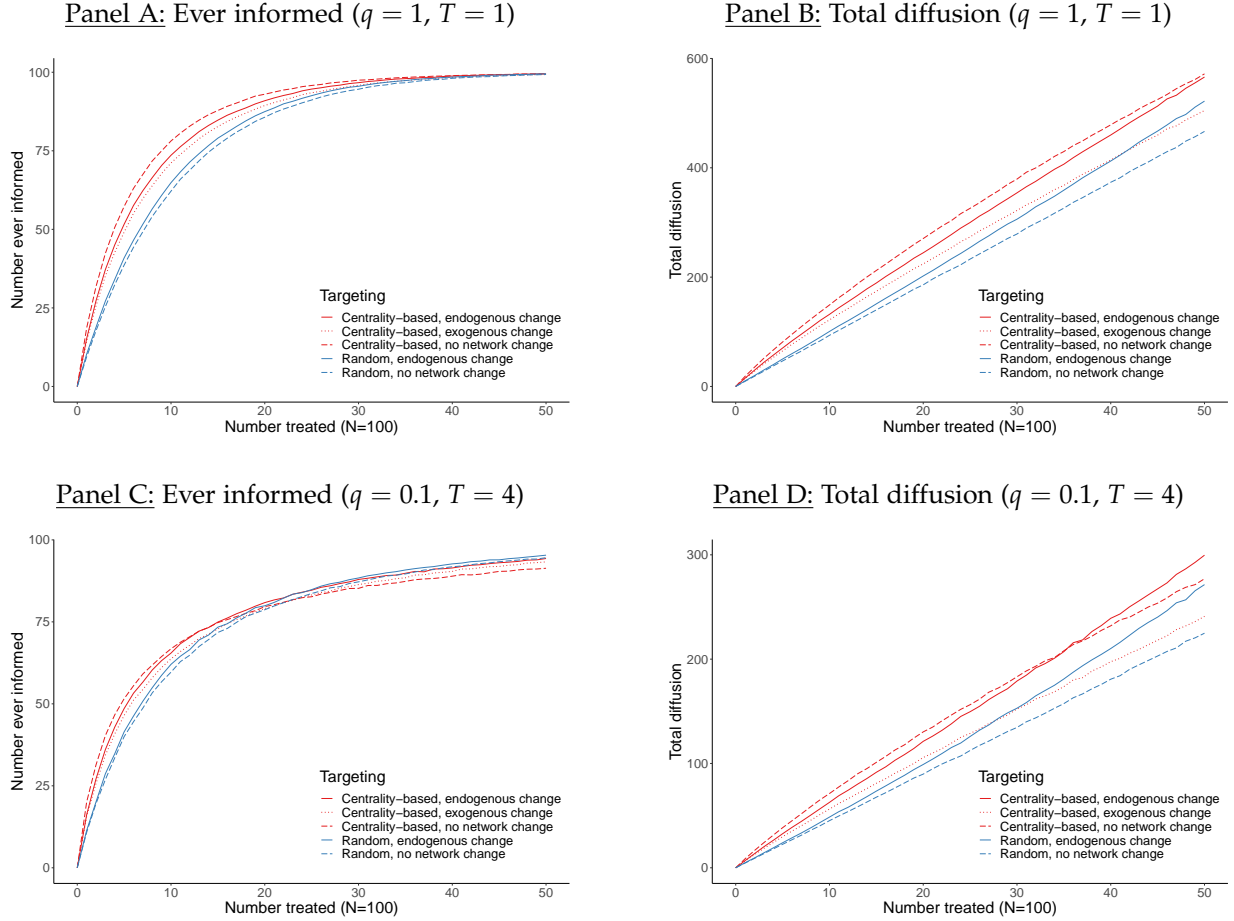 Panel A: Ever informed (q = 1, T = 1)
Number ever informed
100
75
50
25
0
Targeting
Centrality−based, endogenous change
Centrality−based, exogenous change
Centrality−based, no network change
Random, endogenous change
Random, no network change
0 10 20 30 40 50
Number treated (N=100)
Panel B: Total diffusion (q = 1, T = 1)
Total diffusion
600
400
200
0
Targeting
Centrality−based, endogenous change
Centrality−based, exogenous change
Centrality−based, no network change
Random, endogenous change
Random, no network change
0 10 20 30 40 50
Number treated (N=100)
Panel C: Ever informed (q = 0.1, T = 4)
Number ever informed
100
75
50
25
0
Targeting
Centrality−based, endogenous change
Centrality−based, exogenous change
Centrality−based, no network change
Random, endogenous change
Random, no network change
0 10 20 30 40 50
Number treated (N=100)
Panel D: Total diffusion (q = 0.1, T = 4)
Total diffusion
300
200
100
0
Targeting
Centrality−based, endogenous change
Centrality−based, exogenous change
Centrality−based, no network change
Random, endogenous change
Random, no network change
0 10 20 30 40 50
Number treated (N=100)